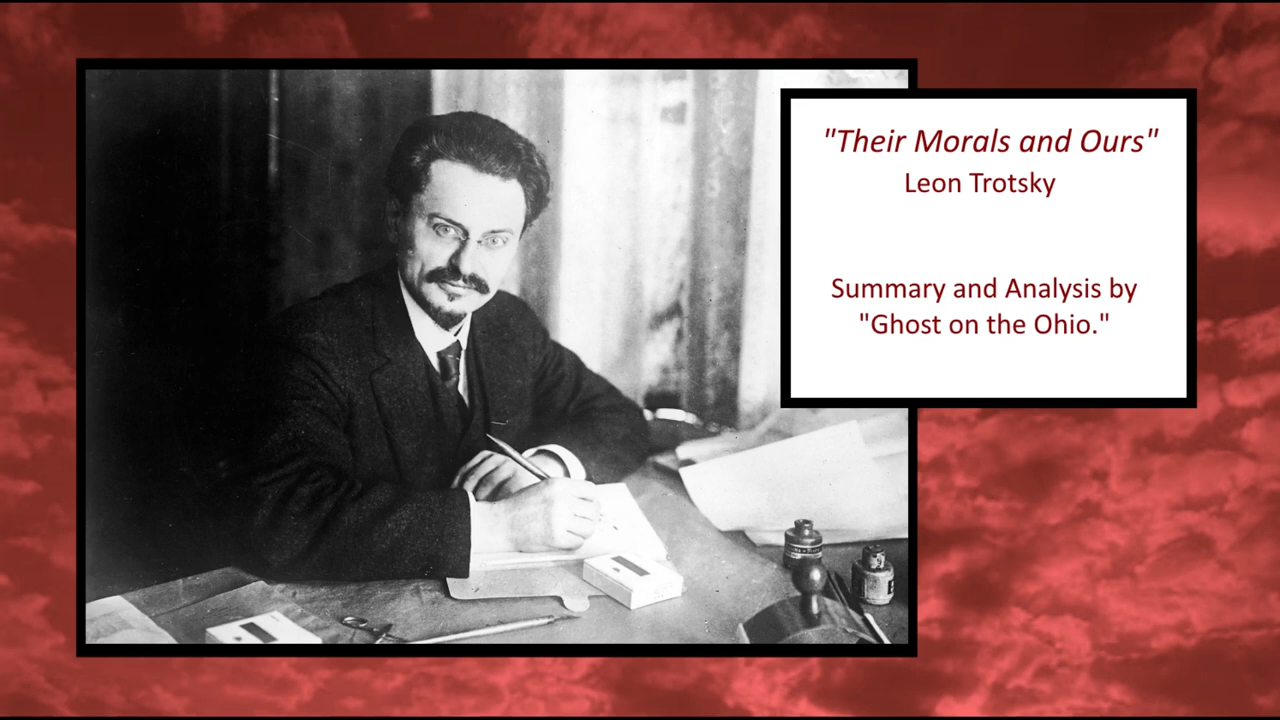 "Their Morals and Ours"
Leon Trotsky
Summary and Analysis by
"Ghost on the Ohio."